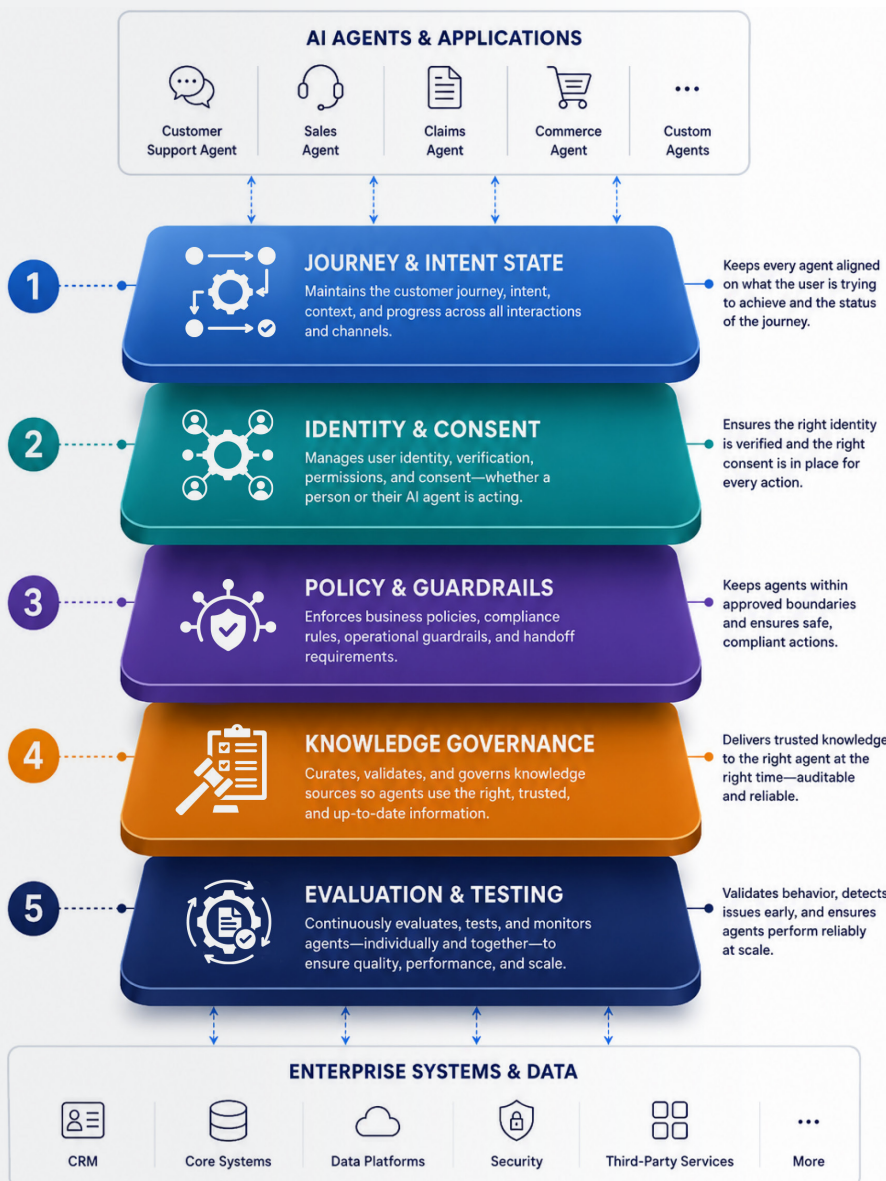 AI AGENTS & APPLICATIONS
Customer
Support Agent
Sales
Agent
Claims
Agent
Commerce
Agent
...
Custom
Agents
1
JOURNEY & INTENT STATE
Maintains the customer journey, intent,
context, and progress across all interactions
and channels.
Keeps every agent aligned
on what the user is trying
to achieve and the status
of the journey.
2
IDENTITY & CONSENT
Manages user identity, verification,
permissions, and consent—whether a
person or their AI agent is acting.
Ensures the right identity
is verified and the right
consent is in place for
every action.
3
POLICY & GUARDRAILS
Enforces business policies, compliance
rules, operational guardrails, and handoff
requirements.
Keeps agents within
approved boundaries
and ensures safe,
compliant actions.
4
KNOWLEDGE GOVERNANCE
Curates, validates, and governs knowledge
sources so agents use the right, trusted,
and up-to-date information.
Delivers trusted knowledge
to the right agent at the
right time—auditable
and reliable.
5
EVALUATION & TESTING
Continuously evaluates, tests, and monitors
agents—individually and together—to
ensure quality, performance, and scale.
Validates behavior, detects
issues early, and ensures
agents perform reliably
at scale.
ENTERPRISE SYSTEMS & DATA
CRM
Core Systems
Data Platforms
Security
Third-Party Services
...
More